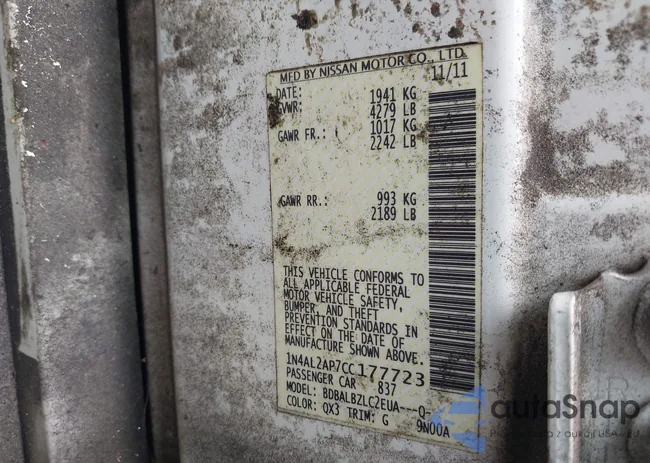 MFD BY NISSAN MOTOR CO., LTD.
DATE: 11/11
GVWR: 1941 KG
4279 LB
GAWR FR.: 1017 KG
2242 LB
GAWR RR.: 993 KG
2189 LB
THIS VEHICLE CONFORMS TO
ALL APPLICABLE FEDERAL
MOTOR VEHICLE SAFETY,
BUMPER, AND THEFT
PREVENTION STANDARDS IN
EFFECT ON THE DATE OF
MANUFACTURE SHOWN ABOVE.
1N4AL2AP7CC177723
PASSENGER CAR 837
MODEL: BDBALBZLC2EUA---Q-
COLOR: QX3 TRIM: G 9N00A
autoSnap
z aukcji USA